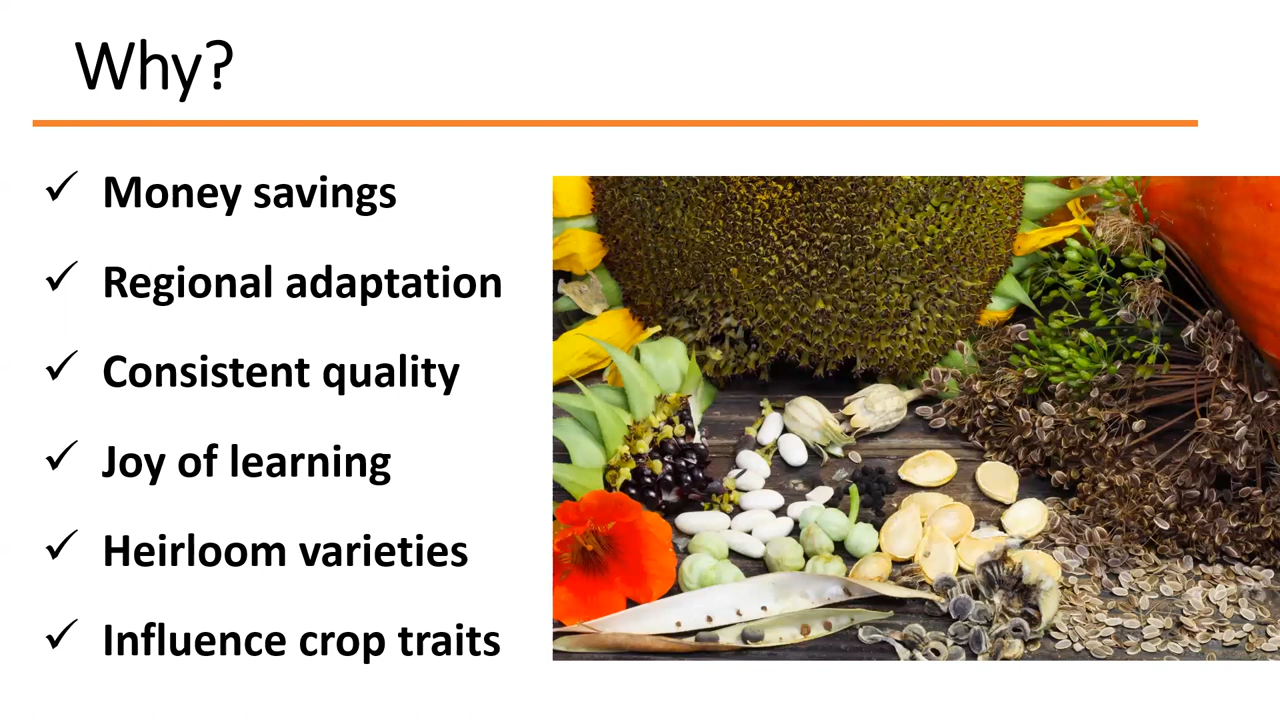 Why?
✓ Money savings
✓ Regional adaptation
✓ Consistent quality
✓ Joy of learning
✓ Heirloom varieties
✓ Influence crop traits